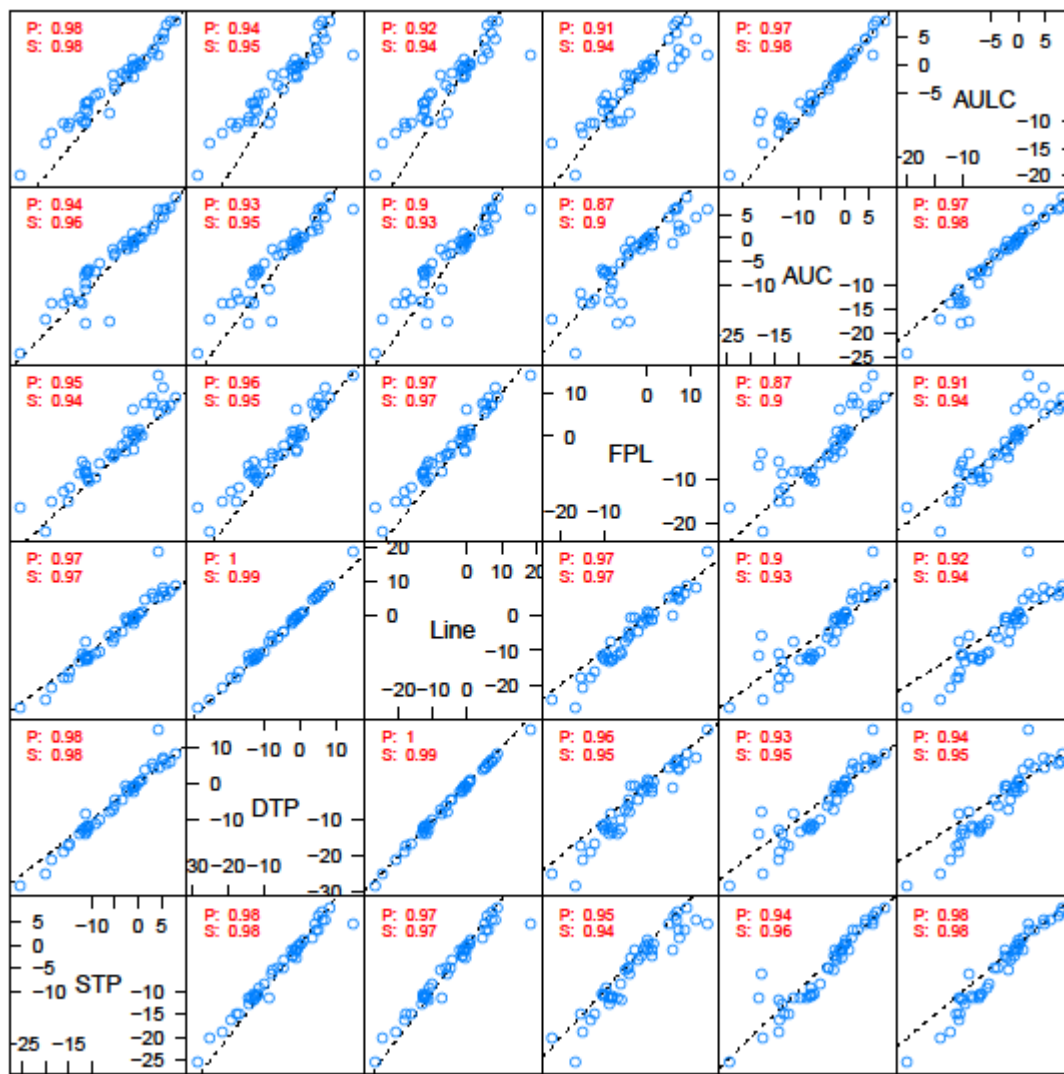 P: 0.98 P: 0.94 P: 0.92 P: 0.91 P: 0.97 5 −5 0 5
S: 0.98 S: 0.95 S: 0.94 S: 0.94 S: 0.98 0
−5 AULC
−10
−15
20 −10 −20
P: 0.94 P: 0.93 P: 0.9 P: 0.87 5 −10 0 5 P: 0.97
S: 0.96 S: 0.95 S: 0.93 S: 0.9 0 S: 0.98
−5
−10 AUC −10
−15
25 −15 −20
−25
P: 0.95 P: 0.96 P: 0.97 10 0 10 P: 0.87 P: 0.91
S: 0.94 S: 0.95 S: 0.97 S: 0.9 S: 0.94
0 FPL
−10
−20 −10 −20
P: 0.97 P: 1 20 0 10 20 P: 0.97 P: 0.9 P: 0.92
S: 0.97 S: 0.99 10 S: 0.97 S: 0.93 S: 0.94
0 Line 0
−10
−20 −10 0 −20
P: 0.98 10 −10 0 10 P: 1 P: 0.96 P: 0.93 P: 0.94
S: 0.98 S: 0.99 S: 0.95 S: 0.95 S: 0.95
0
−10 DTP −10
−20
30 −20 −10 −30
5 −10 0 5 P: 0.98 P: 0.97 P: 0.95 P: 0.94 P: 0.98
0 S: 0.98 S: 0.97 S: 0.94 S: 0.96 S: 0.98
−5
−10 STP −10
−15
−20
−25 −15 −25